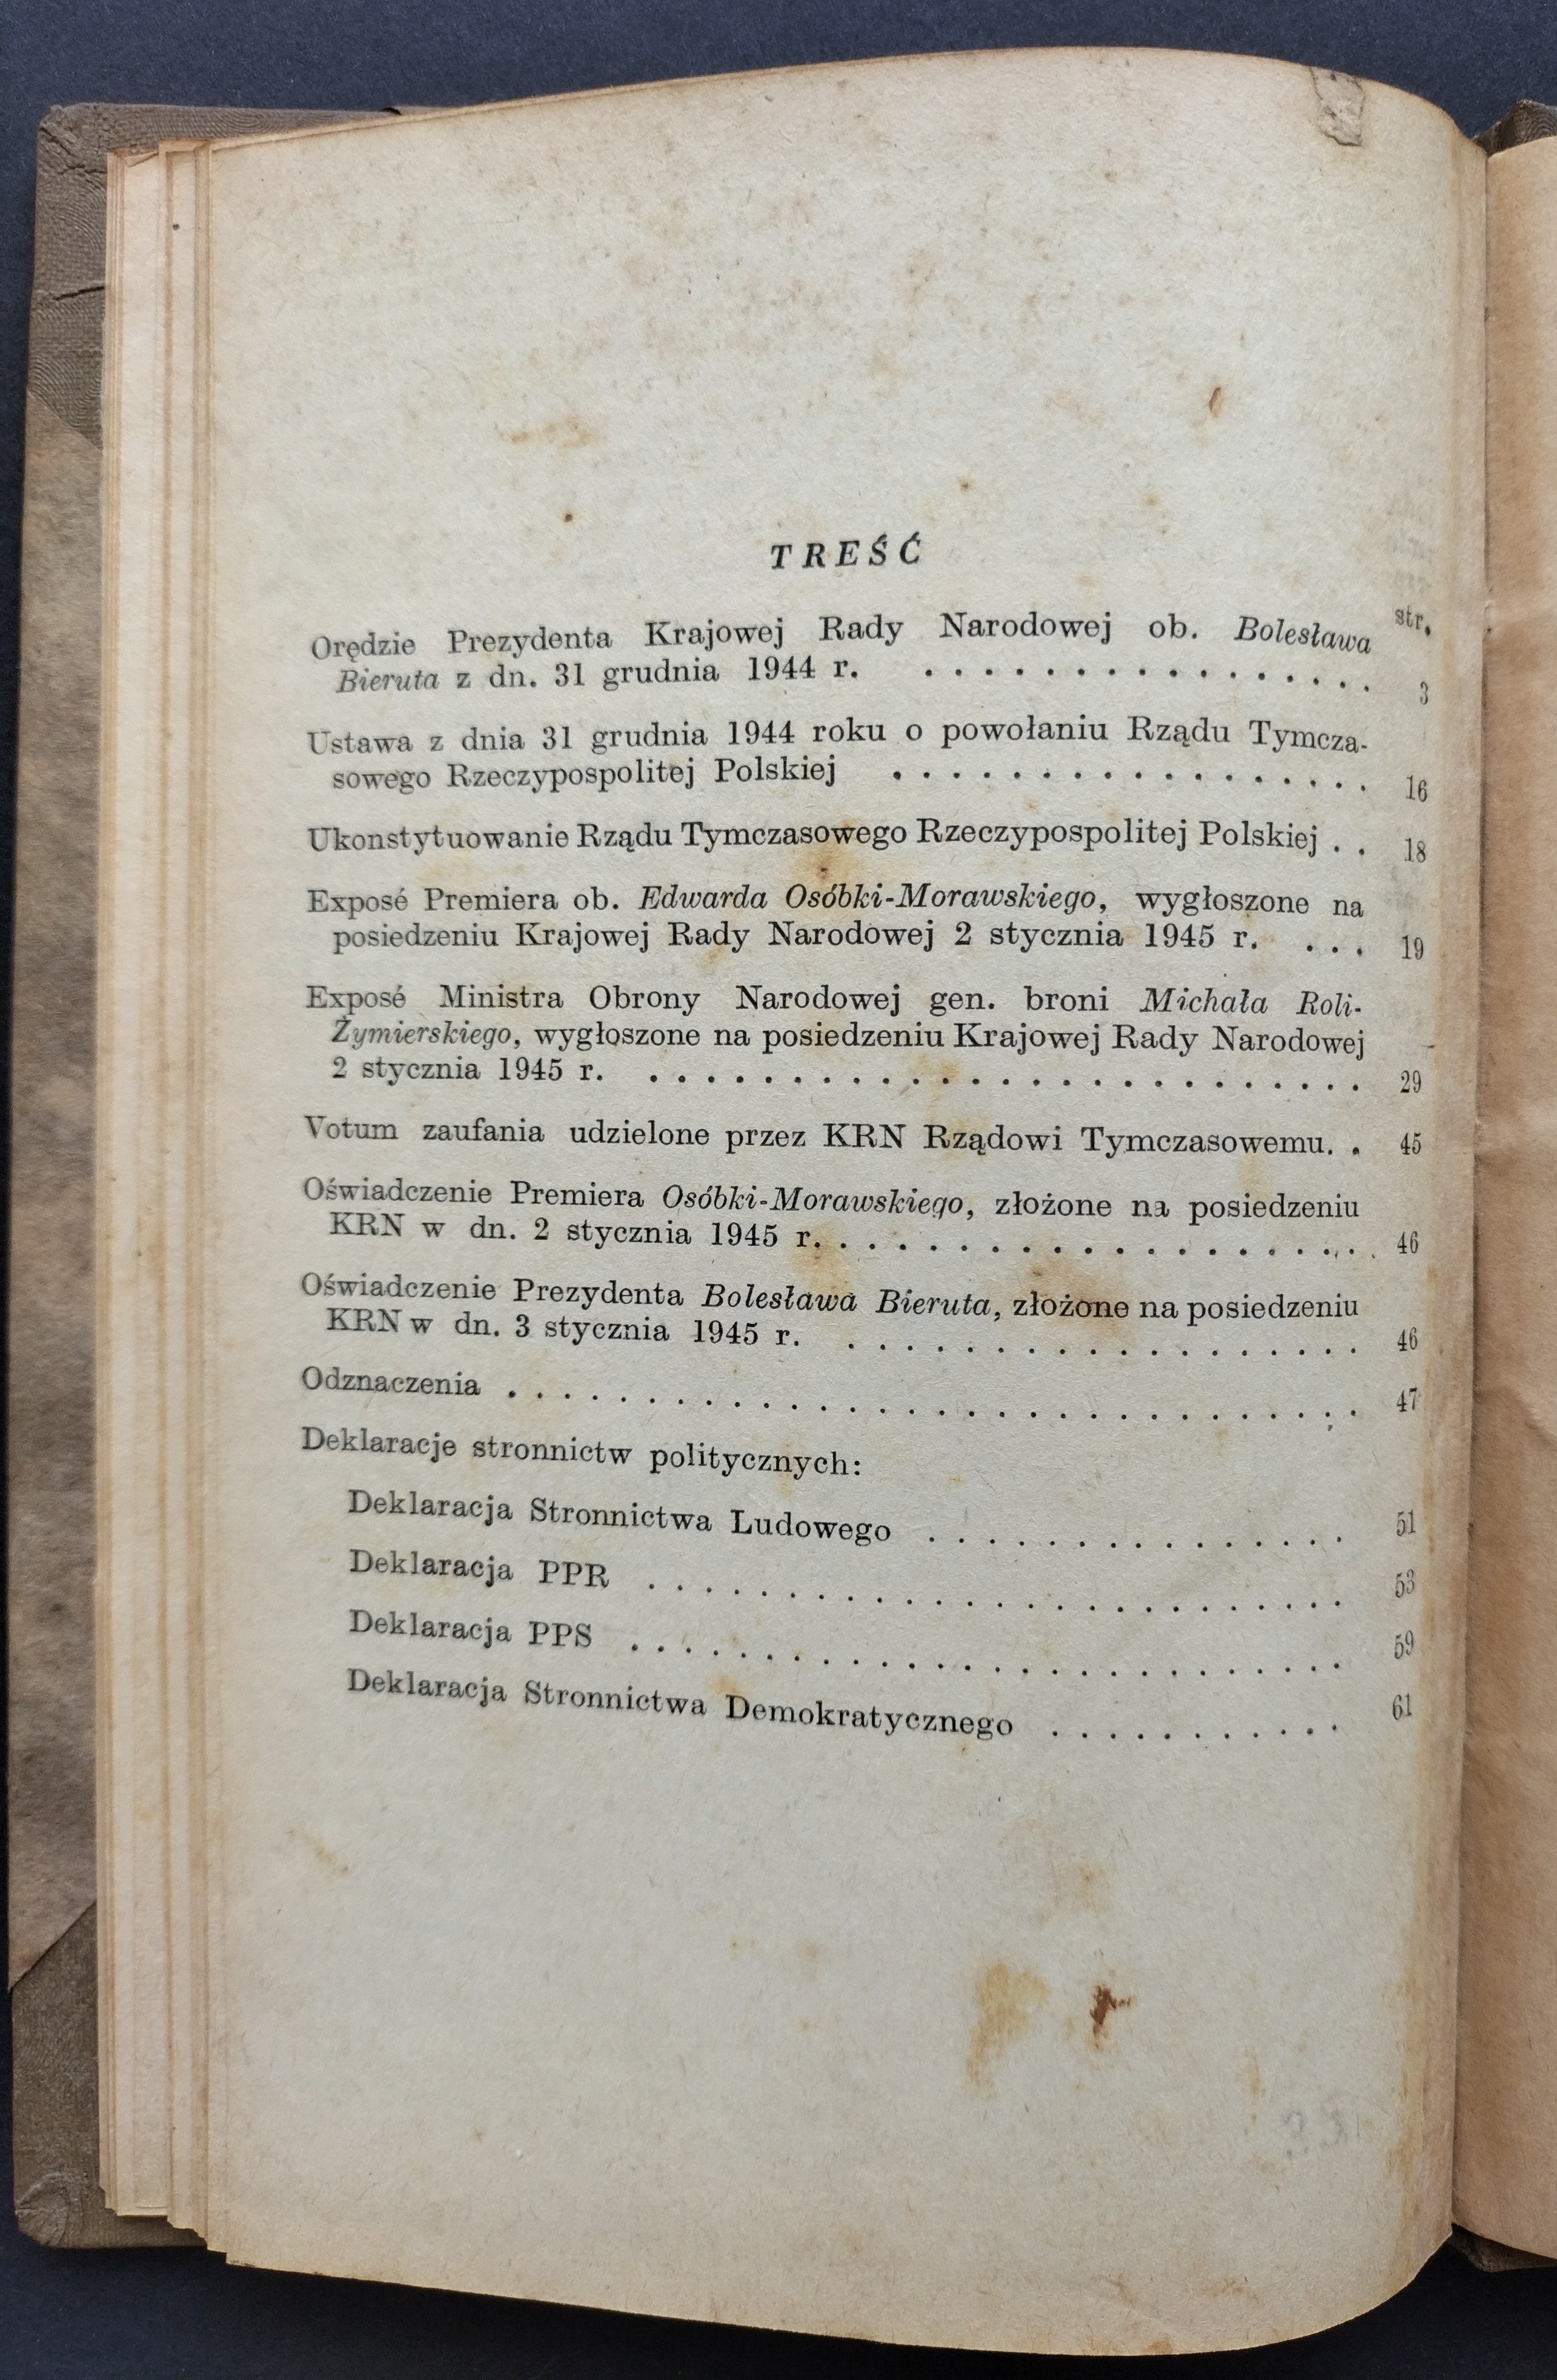 TREŚĆ
str.
Orędzie Prezydenta Krajowej Rady Narodowej ob. Bolesława
Bieruta z dn. 31 grudnia 1944 r. . . . . . . . . . . . . . . . . 3
Ustawa z dnia 31 grudnia 1944 roku o powołaniu Rządu Tymcza-
sowego Rzeczypospolitej Polskiej . . . . . . . . . . . . . . . . . 16
Ukonstytuowanie Rządu Tymczasowego Rzeczypospolitej Polskiej . . 18
Exposé Premiera ob. Edwarda Osóbki-Morawskiego, wygłoszone na
posiedzeniu Krajowej Rady Narodowej 2 stycznia 1945 r. . . . 19
Exposé Ministra Obrony Narodowej gen. broni Michała Roli-
Żymierskiego, wygłoszone na posiedzeniu Krajowej Rady Narodowej
2 stycznia 1945 r. . . . . . . . . . . . . . . . . . . . . . . . . . 29
Votum zaufania udzielone przez KRN Rządowi Tymczasowemu. . 45
Oświadczenie Premiera Osóbki-Morawskiego, złożone na posiedzeniu
KRN w dn. 2 stycznia 1945 r. . . . . . . . . . . . . . . . . . . . 46
Oświadczenie Prezydenta Bolesława Bieruta, złożone na posiedzeniu
KRN w dn. 3 stycznia 1945 r. . . . . . . . . . . . . . . . . . . 46
Odznaczenia . . . . . . . . . . . . . . . . . . . . . . . . . . . . . . 47
Deklaracje stronnictw politycznych:
Deklaracja Stronnictwa Ludowego . . . . . . . . . . . . . . . 51
Deklaracja PPR . . . . . . . . . . . . . . . . . . . . . . . . . 53
Deklaracja PPS . . . . . . . . . . . . . . . . . . . . . . . . . . 59
Deklaracja Stronnictwa Demokratycznego . . . . . . . . . . . 61